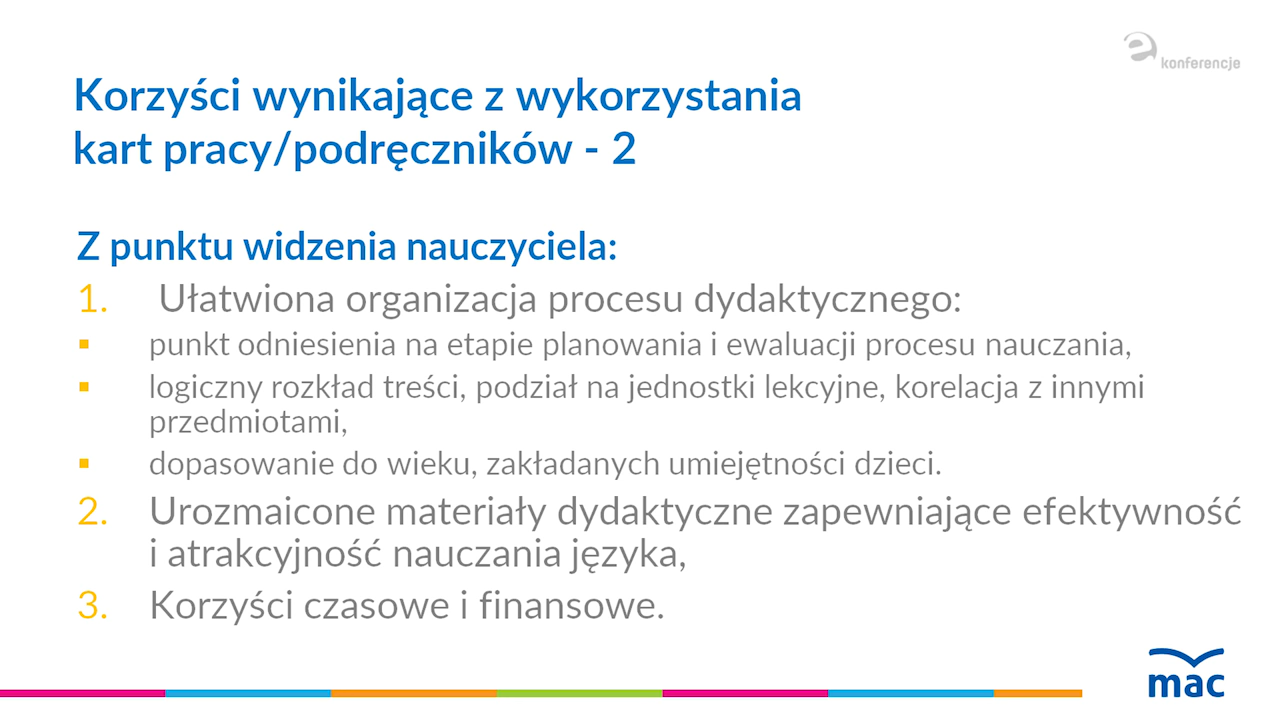 e konferencje
Korzyści wynikające z wykorzystania
kart pracy/podręczników - 2
Z punktu widzenia nauczyciela:
1. Ułatwiona organizacja procesu dydaktycznego:
▪ punkt odniesienia na etapie planowania i ewaluacji procesu nauczania,
▪ logiczny rozkład treści, podział na jednostki lekcyjne, korelacja z innymi
przedmiotami,
▪ dopasowanie do wieku, zakładanych umiejętności dzieci.
2. Urozmaicone materiały dydaktyczne zapewniające efektywność
i atrakcyjność nauczania języka,
3. Korzyści czasowe i finansowe.
mac